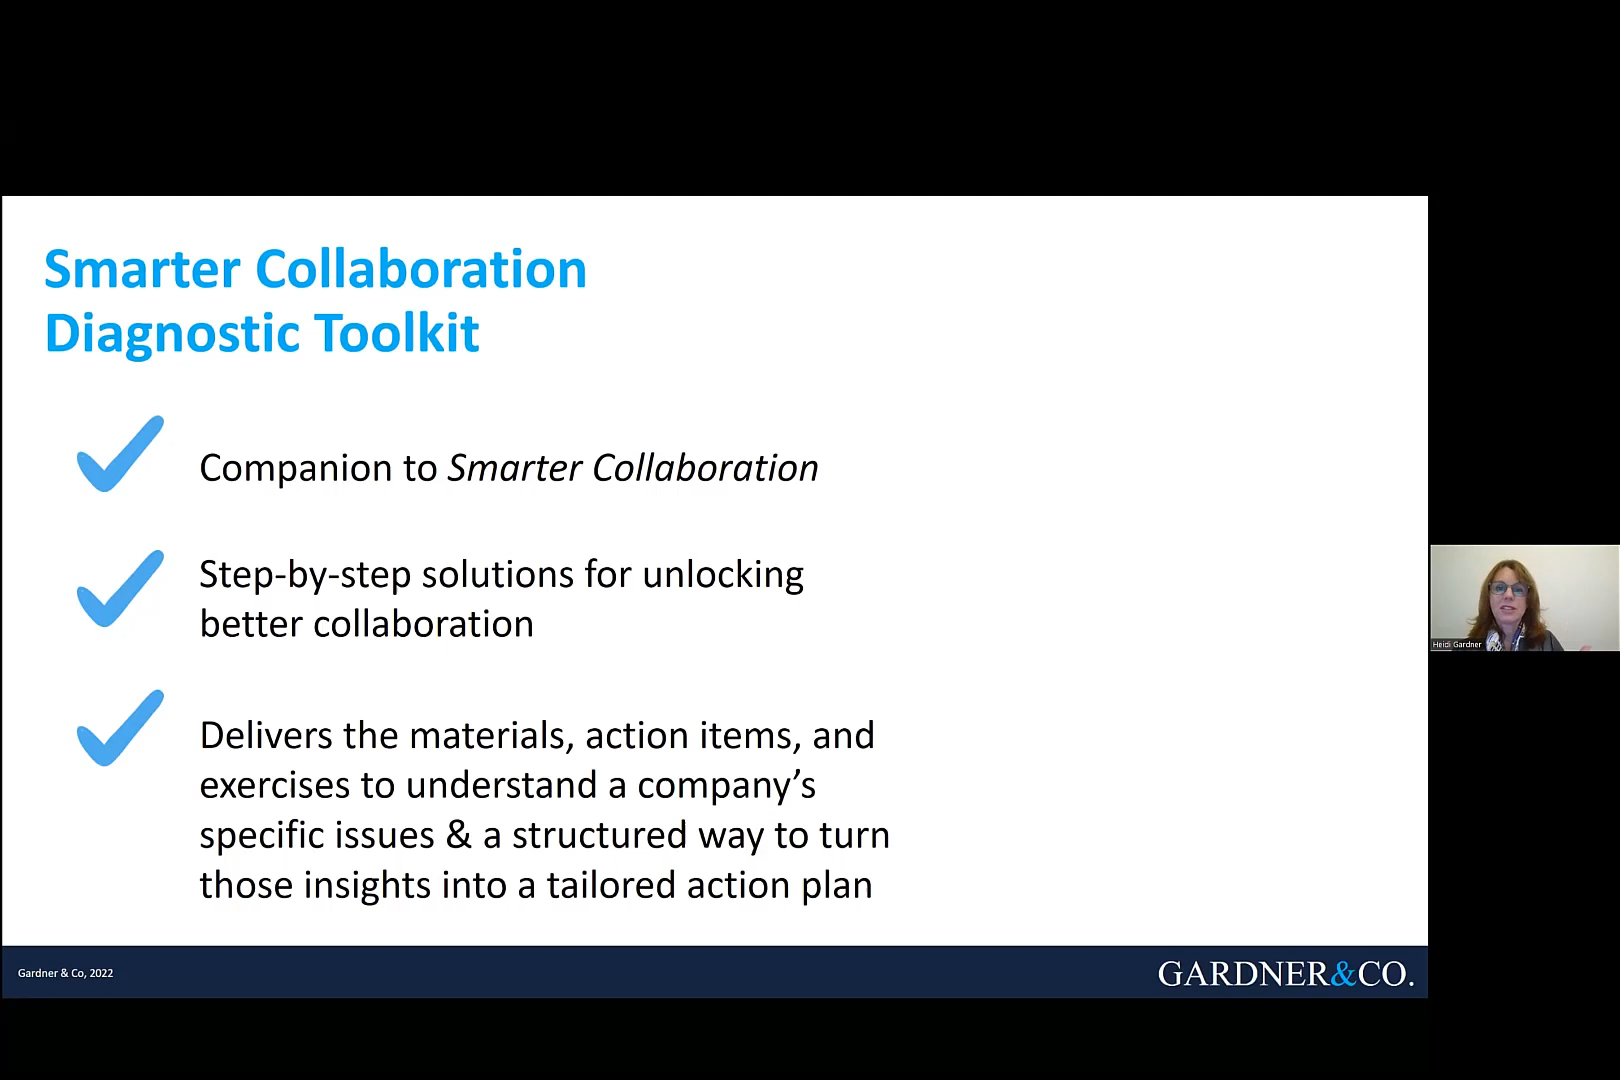 Smarter Collaboration
Diagnostic Toolkit
Companion to Smarter Collaboration
Step-by-step solutions for unlocking
better collaboration
Delivers the materials, action items, and
exercises to understand a company’s
specific issues & a structured way to turn
those insights into a tailored action plan
Heidi Gardner
Gardner & Co, 2022
GARDNER&CO.